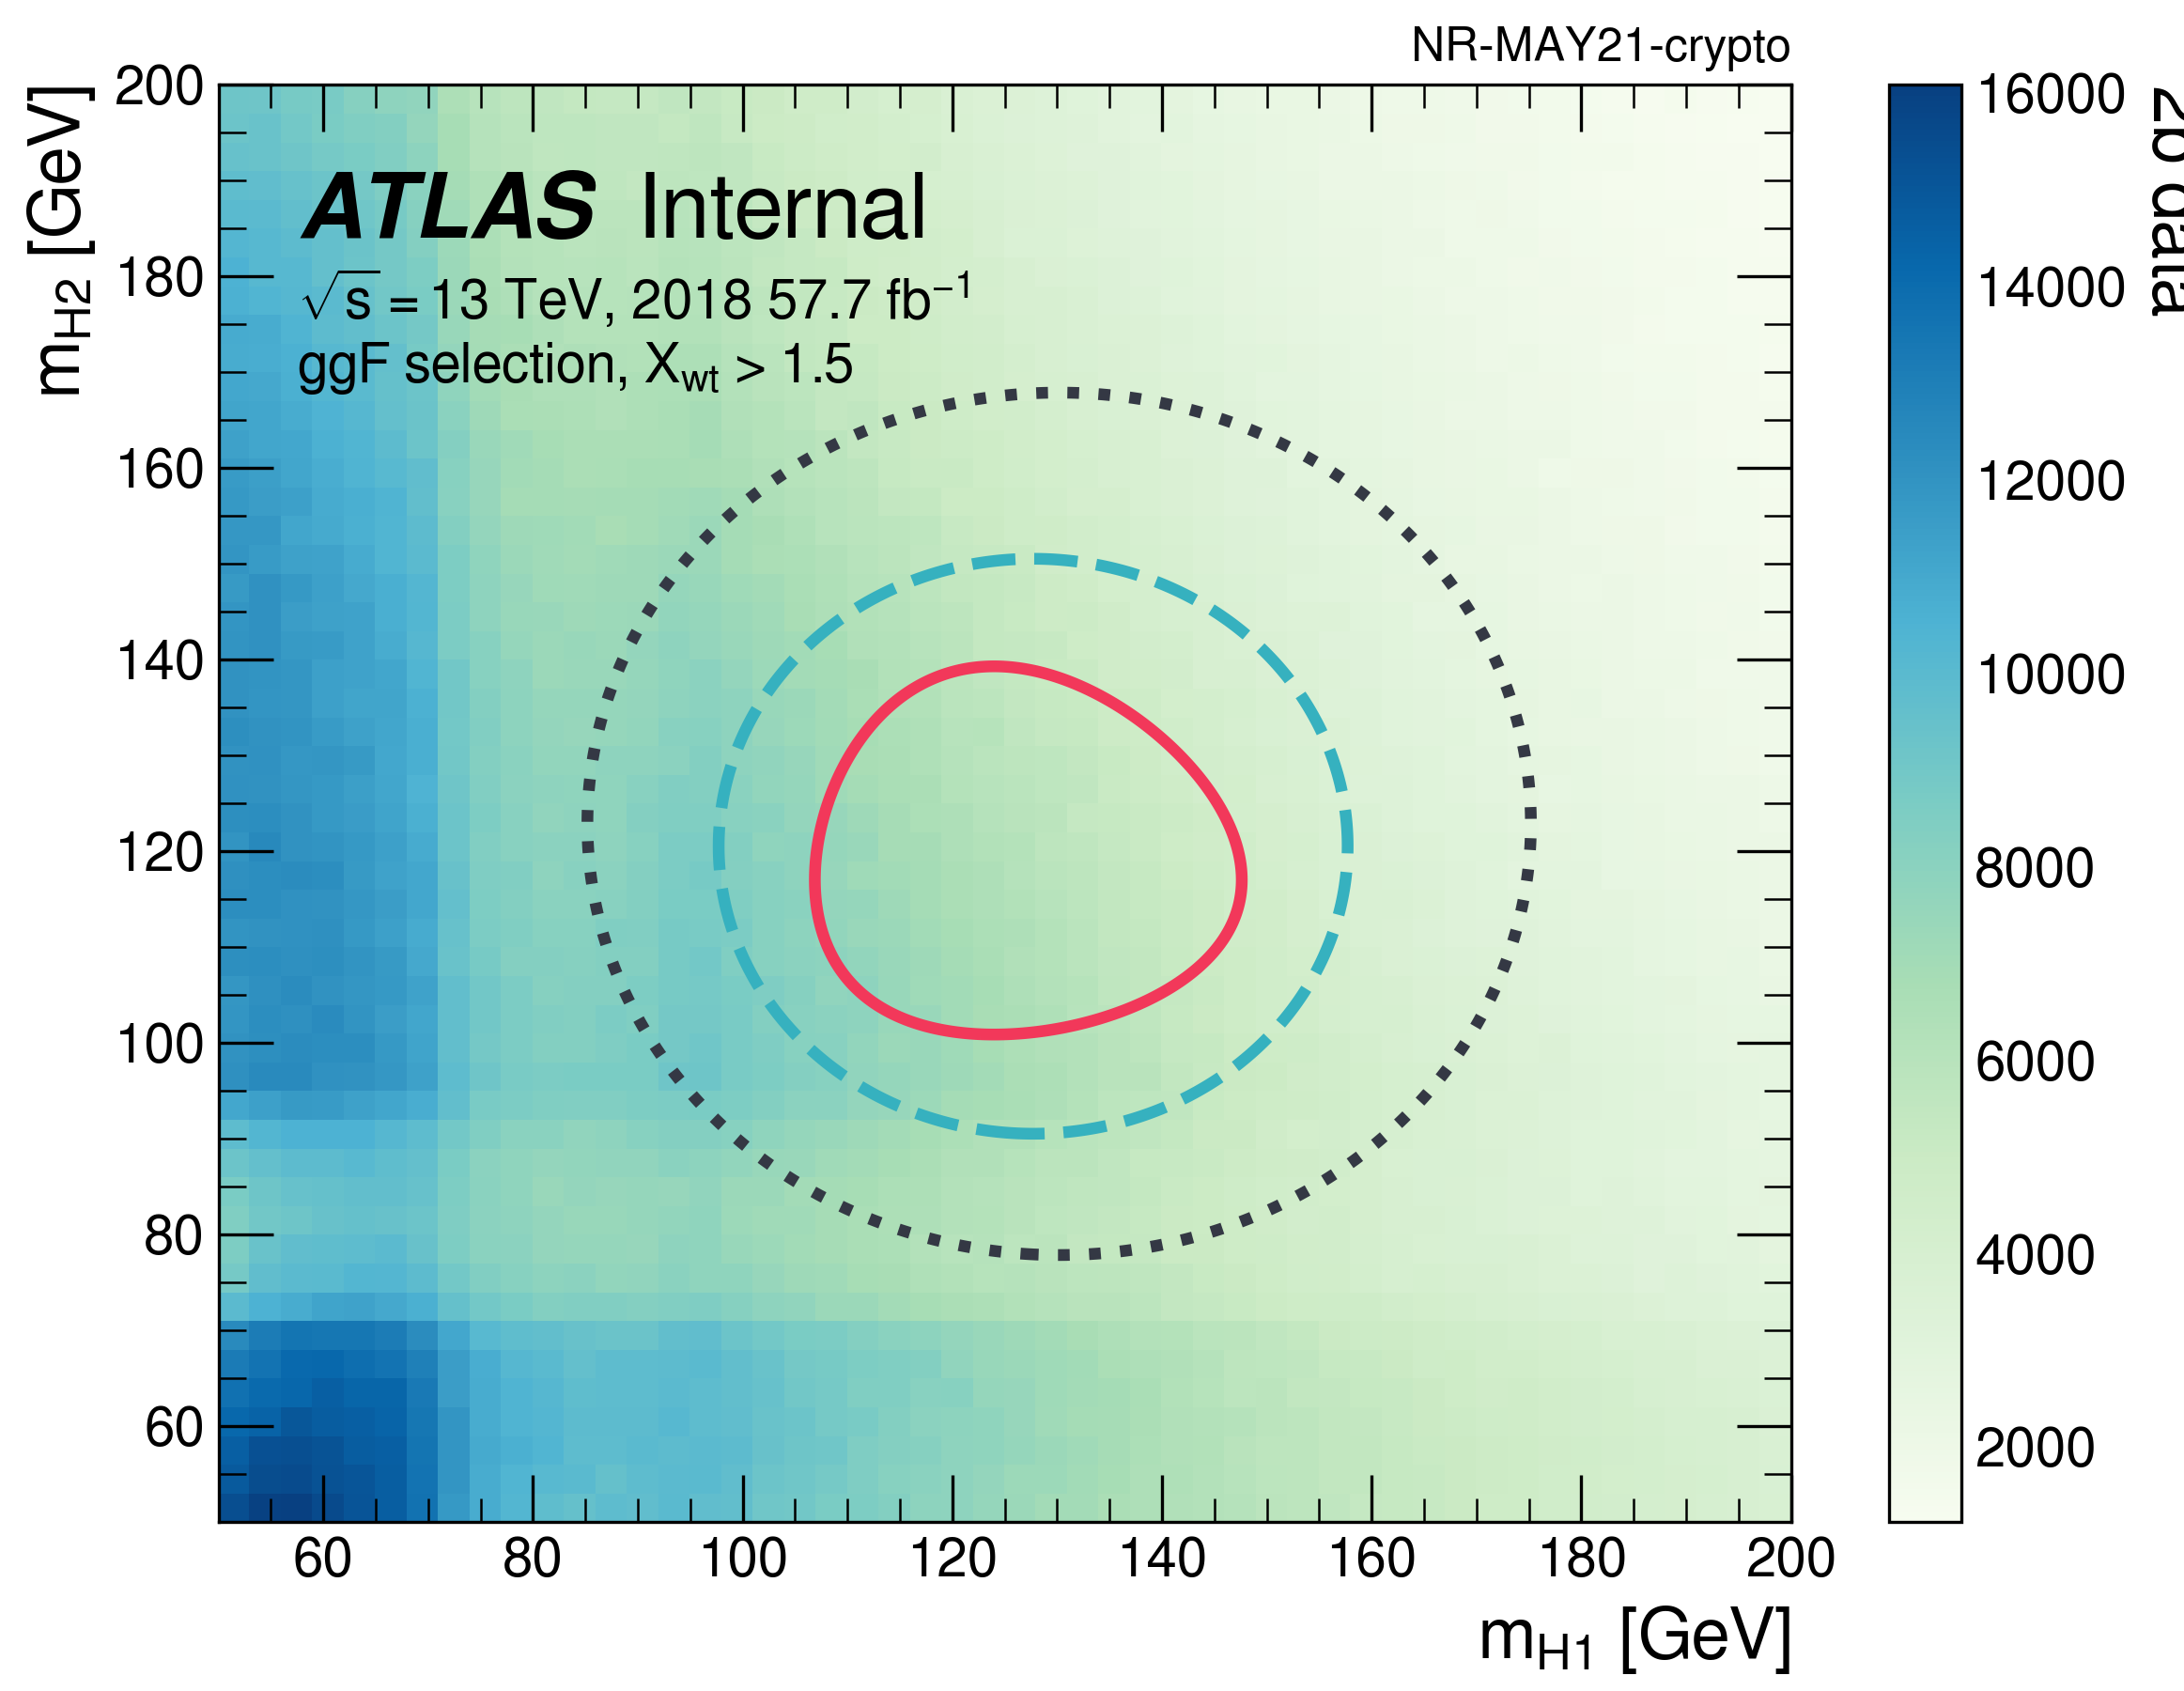 NR-MAY21-crypto
ATLAS Internal
√s = 13 TeV, 2018 57.7 fb⁻¹
ggF selection, X_wt > 1.5
m_H2 [GeV]
200
180
160
140
120
100
80
60
60 80 100 120 140 160 180 200
m_H1 [GeV]
16000
14000
12000
10000
8000
6000
4000
2000
2b data